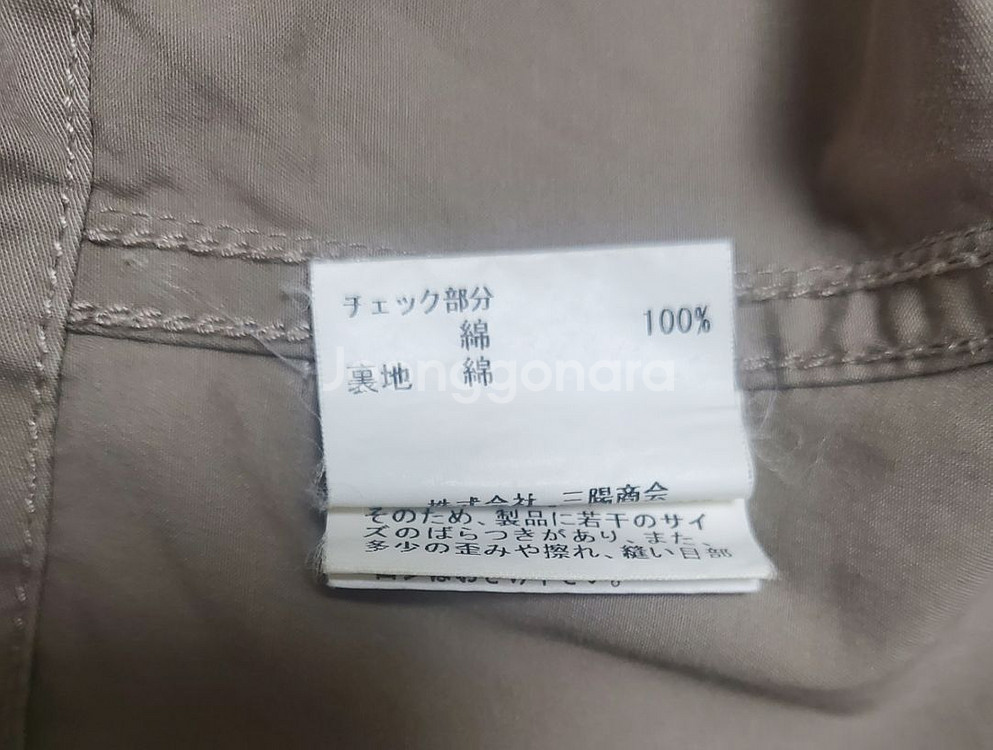 チェック部分
綿 100%
裏地 綿
Joonggonara
株式会社 三陽商会
そのため、製品に若干のサイ
ズのばらつきがあり、また、
多少の歪みや擦れ、縫い目部